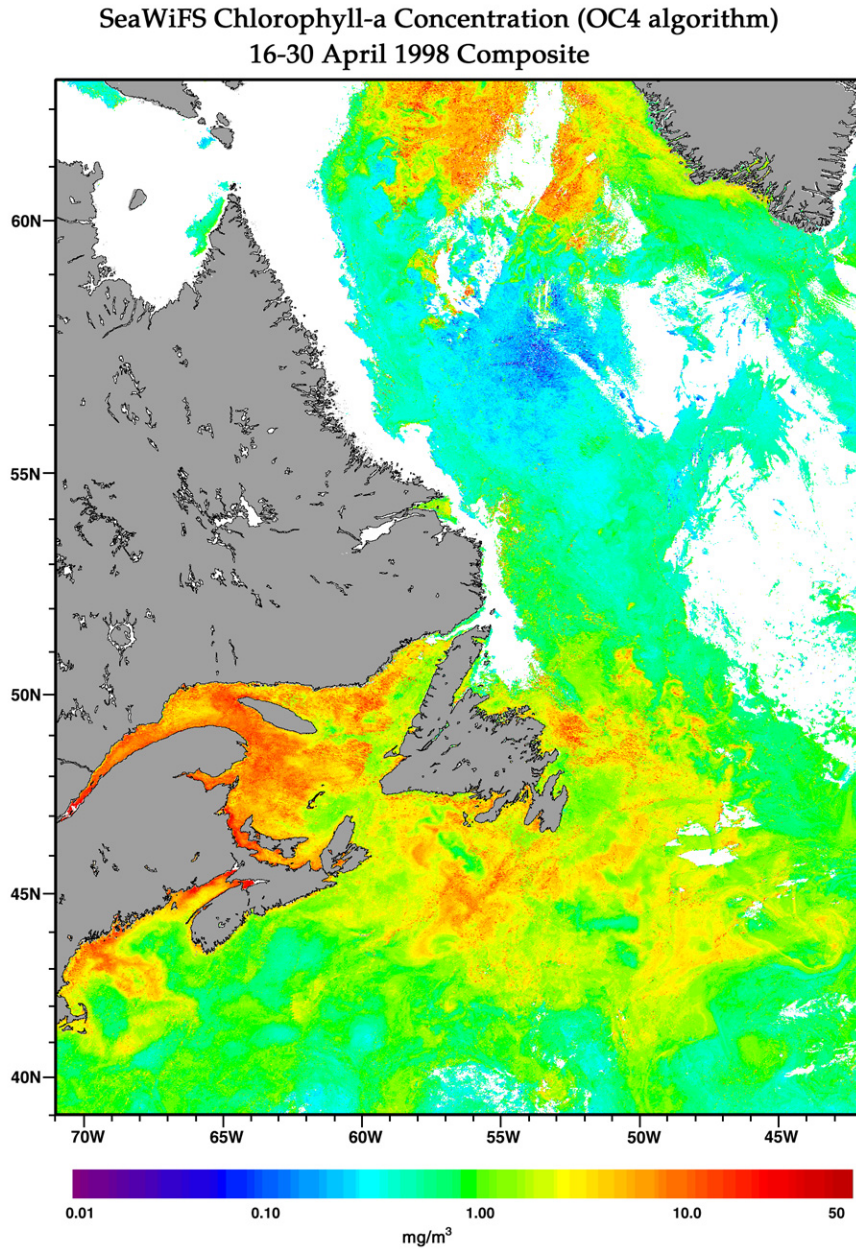 SeaWiFS Chlorophyll-a Concentration (OC4 algorithm)
16-30 April 1998 Composite
60N
55N
50N
45N
40N
70W 65W 60W 55W 50W 45W
0.01 0.10 1.00 10.0 50
mg/m³